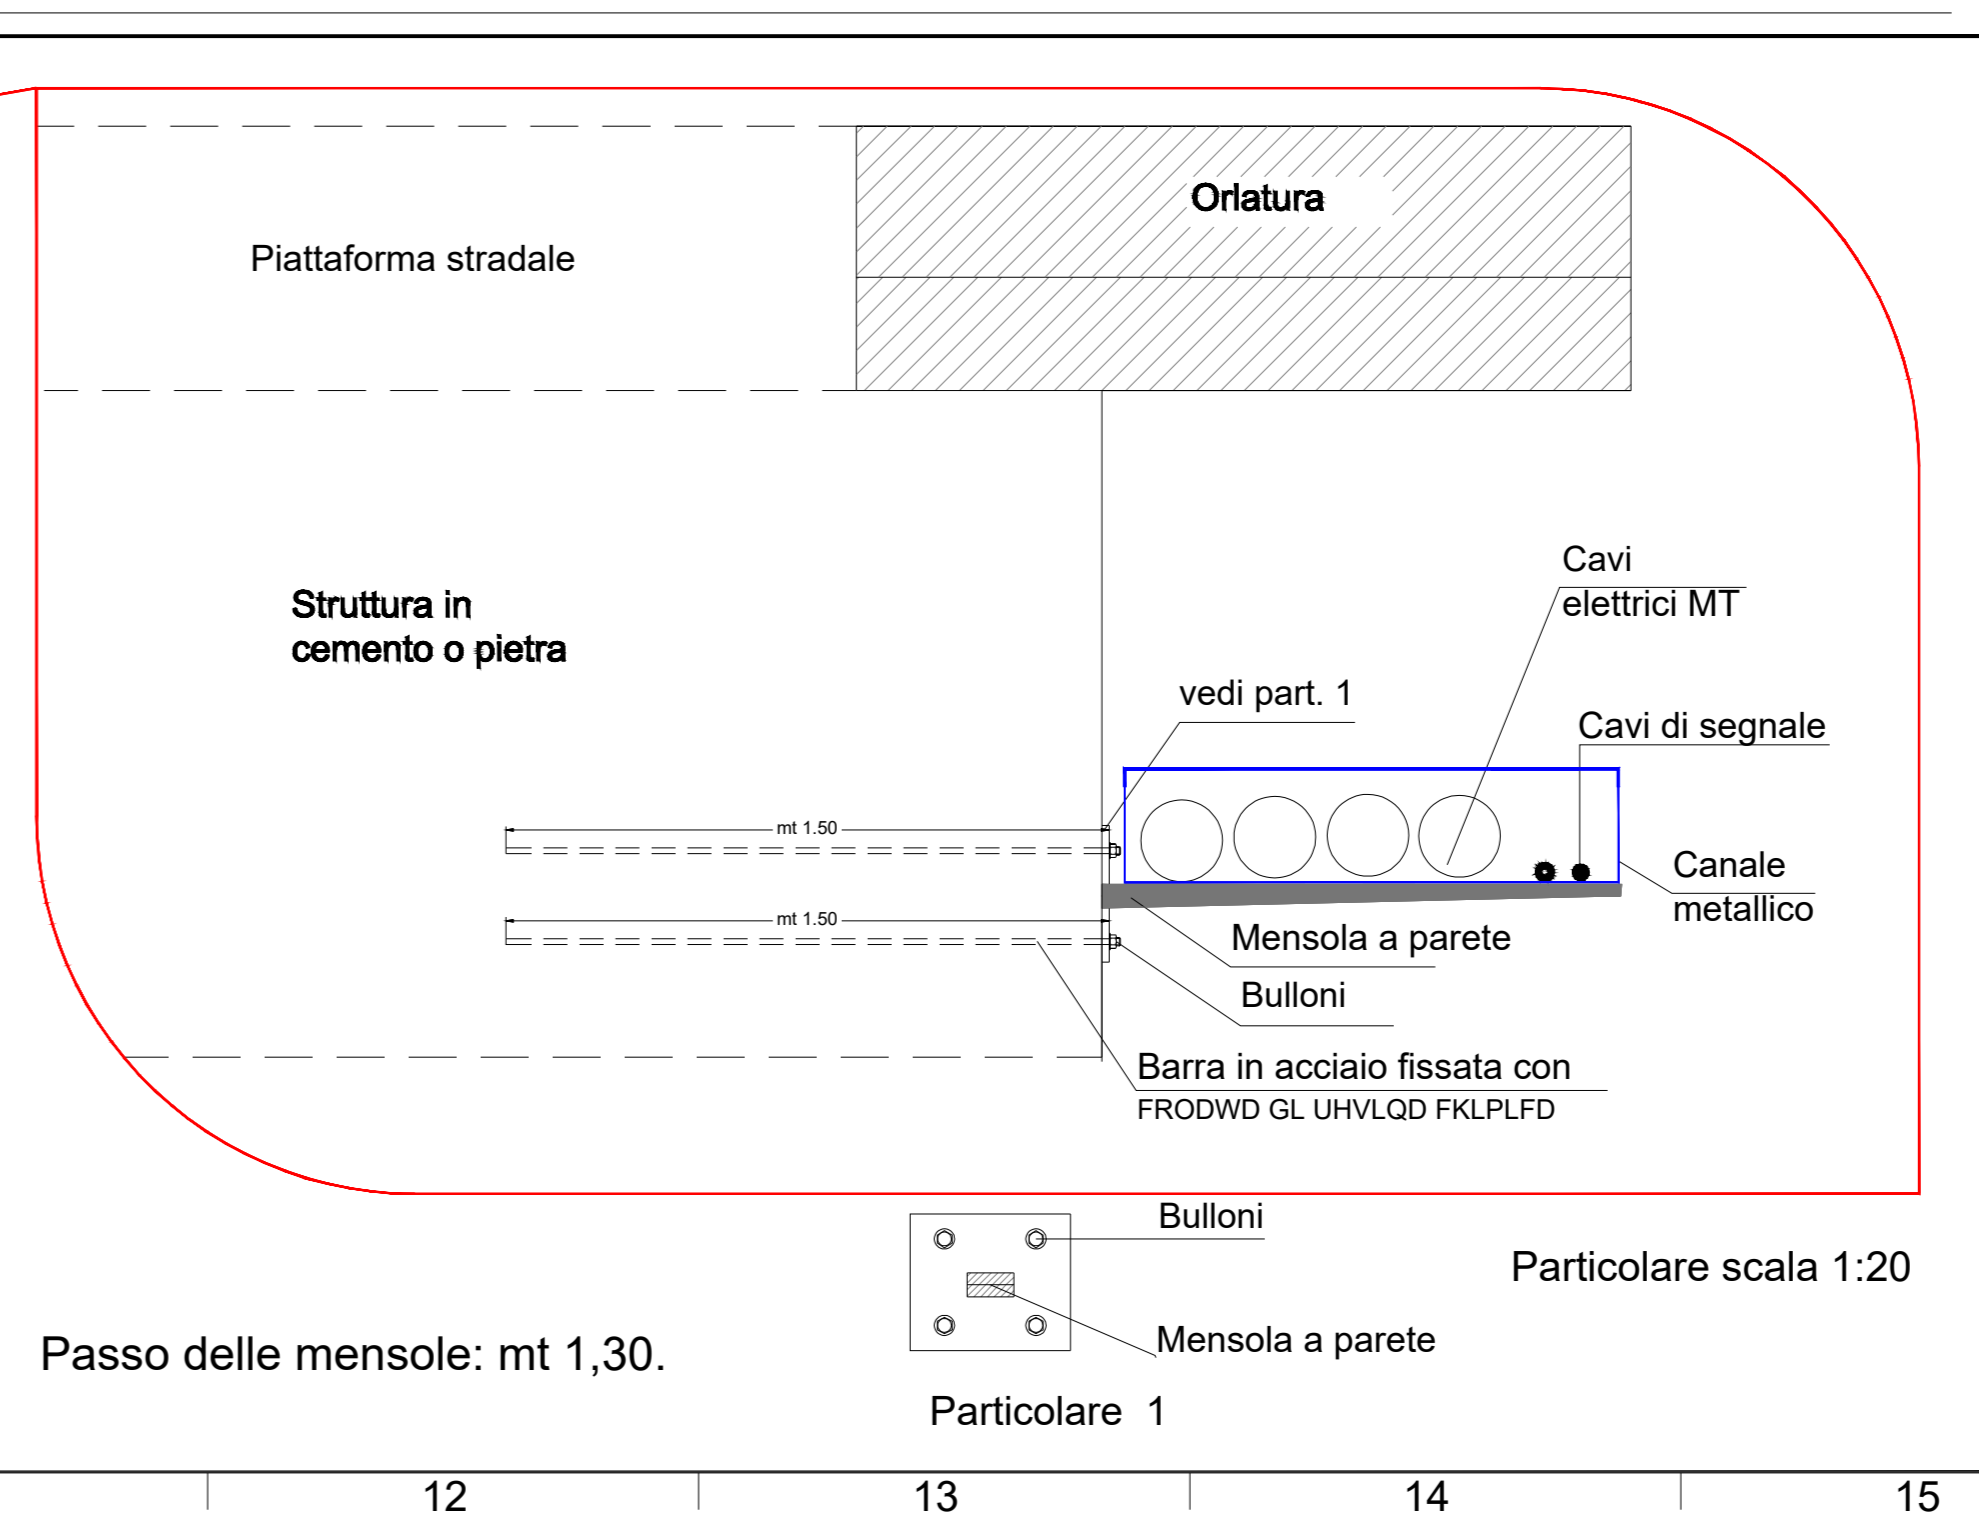 Orlatura
Piattaforma stradale
Cavi
elettrici MT
Struttura in
cemento o pietra
vedi part. 1
Cavi di segnale
mt 1.50
Canale
metallico
mt 1.50
Mensola a parete
Bulloni
Barra in acciaio fissata con
FRODWD GL UHVLQD FKLPLFD
Bulloni
Particolare scala 1:20
Mensola a parete
Passo delle mensole: mt 1,30.
Particolare 1
12
13
14
15